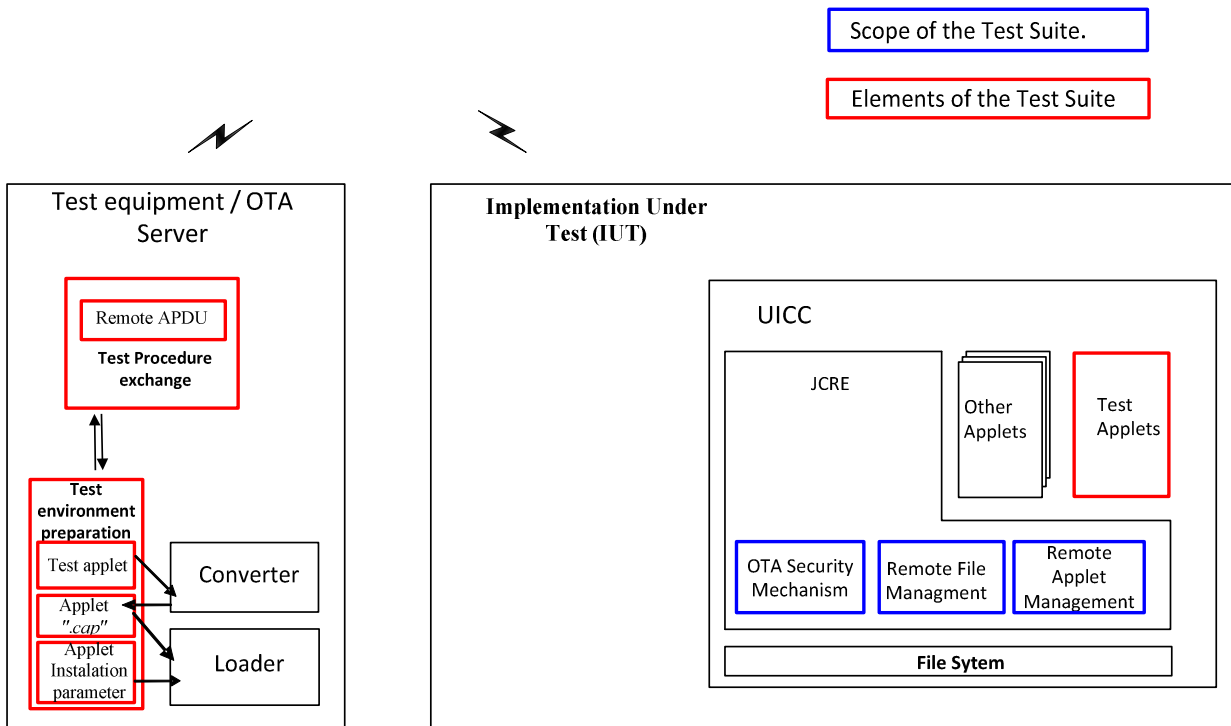 Scope of the Test Suite.
Elements of the Test Suite
Test equipment / OTA
Server
Remote APDU
Test Procedure
exchange
Test
environment
preparation
Test applet
Applet
".cap"
Applet
Instalation
parameter
Converter
Loader
Implementation Under
Test (IUT)
UICC
JCRE
Other
Applets
Test
Applets
OTA Security
Mechanism
Remote File
Managment
Remote
Applet
Management
File Sytem